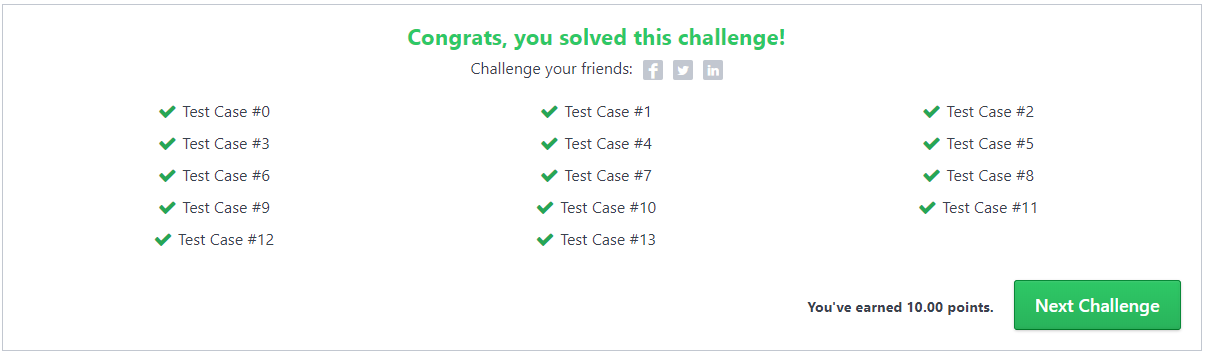 Congrats, you solved this challenge!
Challenge your friends:
Test Case #0 Test Case #1 Test Case #2
Test Case #3 Test Case #4 Test Case #5
Test Case #6 Test Case #7 Test Case #8
Test Case #9 Test Case #10 Test Case #11
Test Case #12 Test Case #13
You've earned 10.00 points. Next Challenge